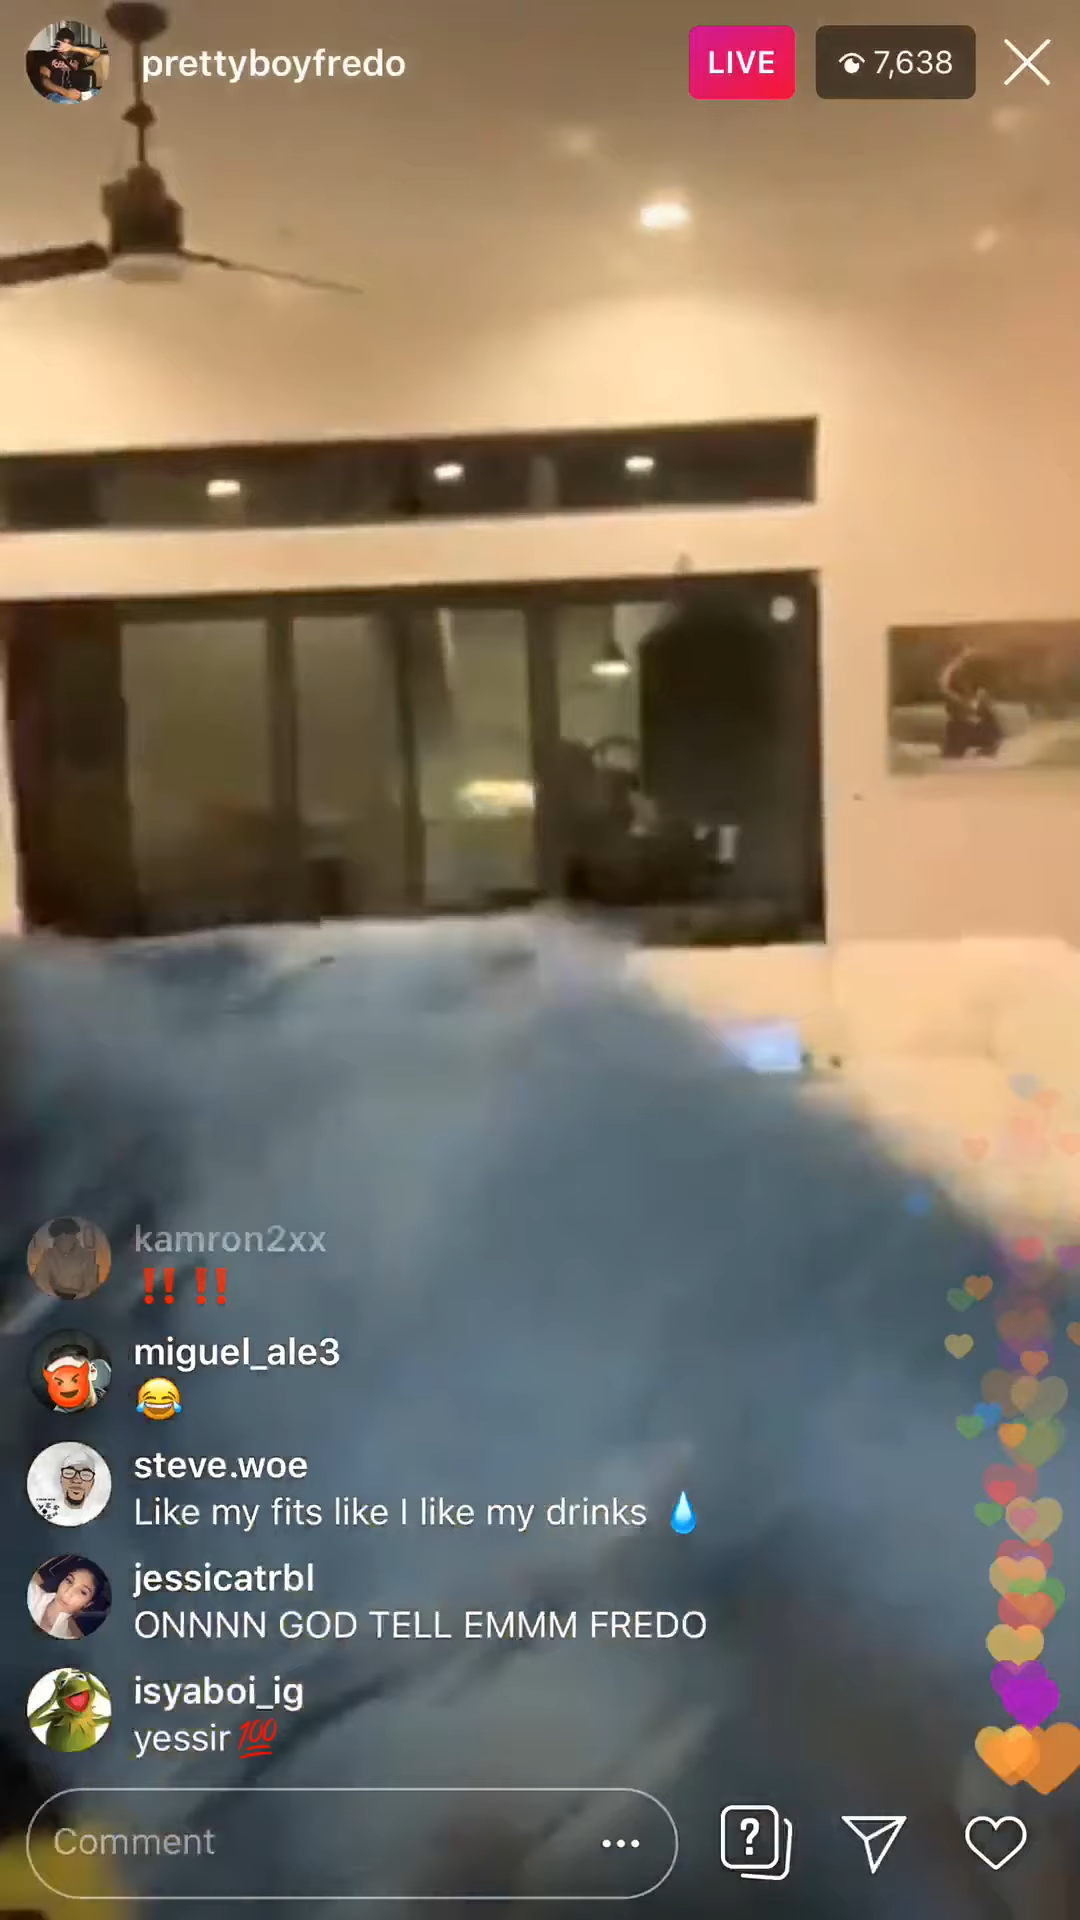 prettyboyfredo
LIVE
7,638
kamron2xx
‼️ ‼️
miguel_ale3
😂
steve.woe
Like my fits like I like my drinks 💧
jessicatrbl
ONNNN GOD TELL EMMM FREDO
isyaboi_ig
yessir 💯
Comment